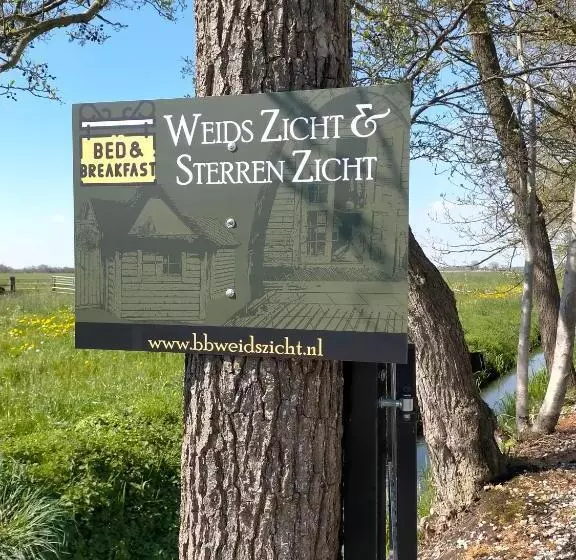 BED &
BREAKFAST
WEIDS ZICHT &
STERREN ZICHT
www.bbweidszicht.nl